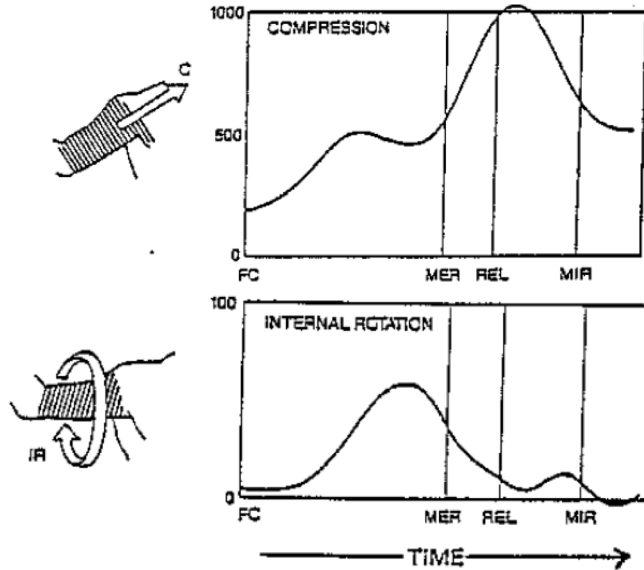 1000
COMPRESSION
C
500
0
FC MER REL MIR
100
INTERNAL ROTATION
IR
0
FC MER REL MIR
TIME